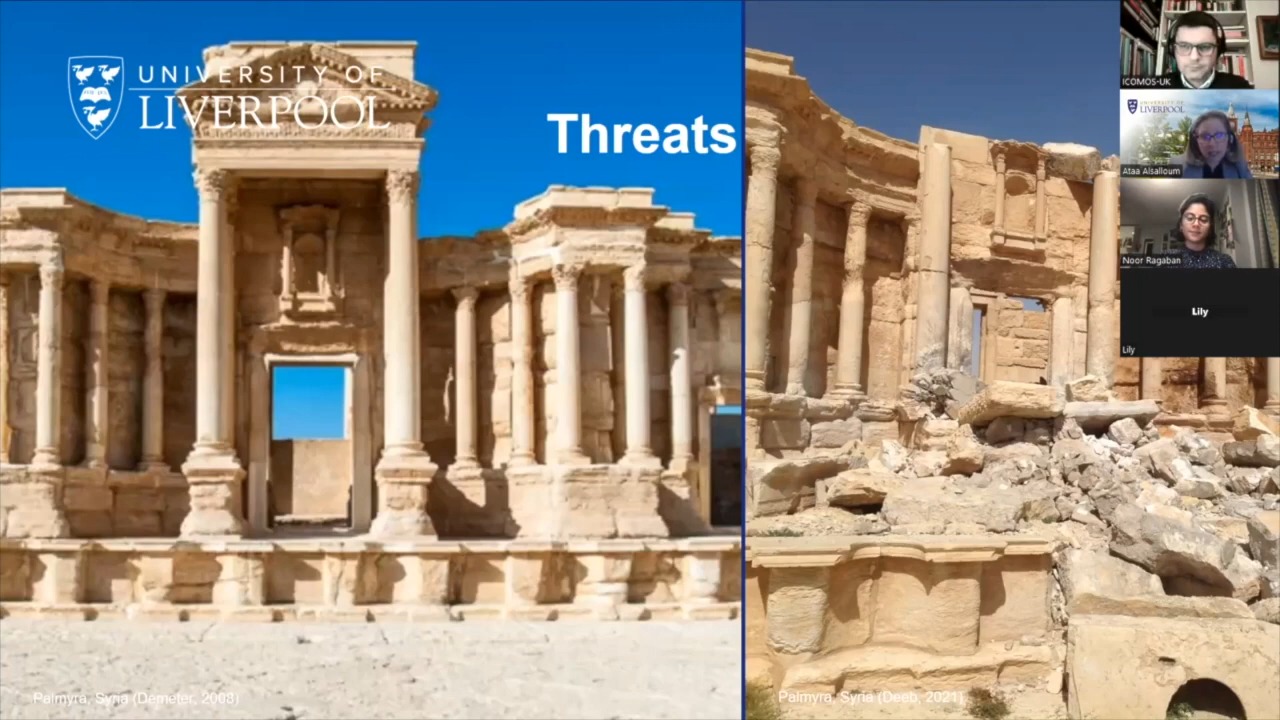 UNIVERSITY OF
LIVERPOOL
Threats
Palmyra, Syria (Demeter, 2008)
Palmyra, Syria (Deeb, 2021)
ICOMOS-UK
UNIVERSITY OF
LIVERPOOL
Ataa Alsalloum
Noor Ragaban
Lily
Lily